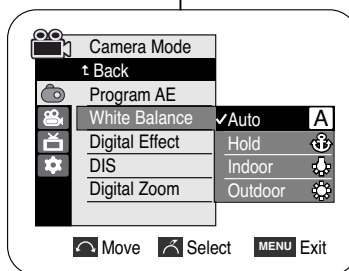 Camera Mode
Back
Program AE
White Balance
Auto A
Digital Effect
Hold
DIS
Indoor
Digital Zoom
Outdoor
Move Select MENU Exit